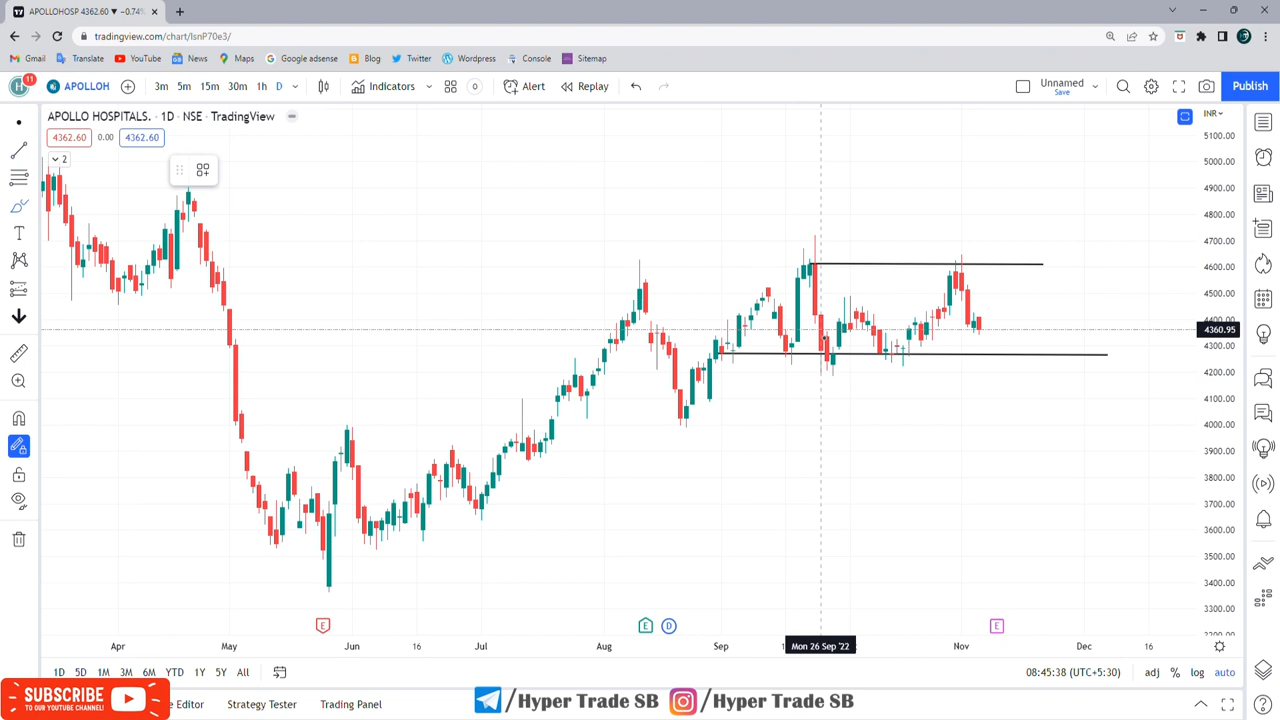 APOLLOHOSP 4362.60 ▼ −0.74%
tradingview.com/chart/lsnP70e3/
Gmail Translate YouTube News Maps Google adsense Blog Twitter Wordpress Console Sitemap
11
H APOLLOH 3m 5m 15m 30m 1h D Indicators 0 Alert Replay Unnamed Save Publish
APOLLO HOSPITALS. · 1D · NSE · TradingView
INR
4362.60 0.00 4362.60
2
5100.00
5000.00
4900.00
4800.00
4700.00
4600.00
4500.00
4400.00
4360.95
4300.00
4200.00
4100.00
4000.00
3900.00
3800.00
3700.00
3600.00
3500.00
3400.00
3300.00
3200.00
E E D E
Apr May Jun 16 Jul Aug Sep Mon 26 Sep '22 Nov Dec 16
1D 5D 1M 3M 6M YTD 1Y 5Y All 08:45:38 (UTC+5:30) adj % log auto
SUBSCRIBE
TO OUR YOUTUBE CHANNEL!
Editor Strategy Tester Trading Panel
/Hyper Trade SB /Hyper Trade SB